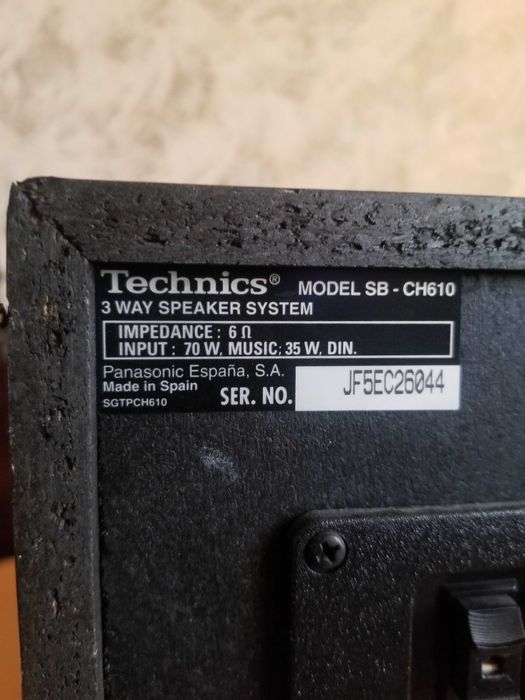 Technics® MODEL SB - CH610
3 WAY SPEAKER SYSTEM
IMPEDANCE : 6 Ω
INPUT : 70 W, MUSIC; 35 W, DIN.
Panasonic España, S.A.
Made in Spain
SGTPCH610
SER. NO. JF5EC26044